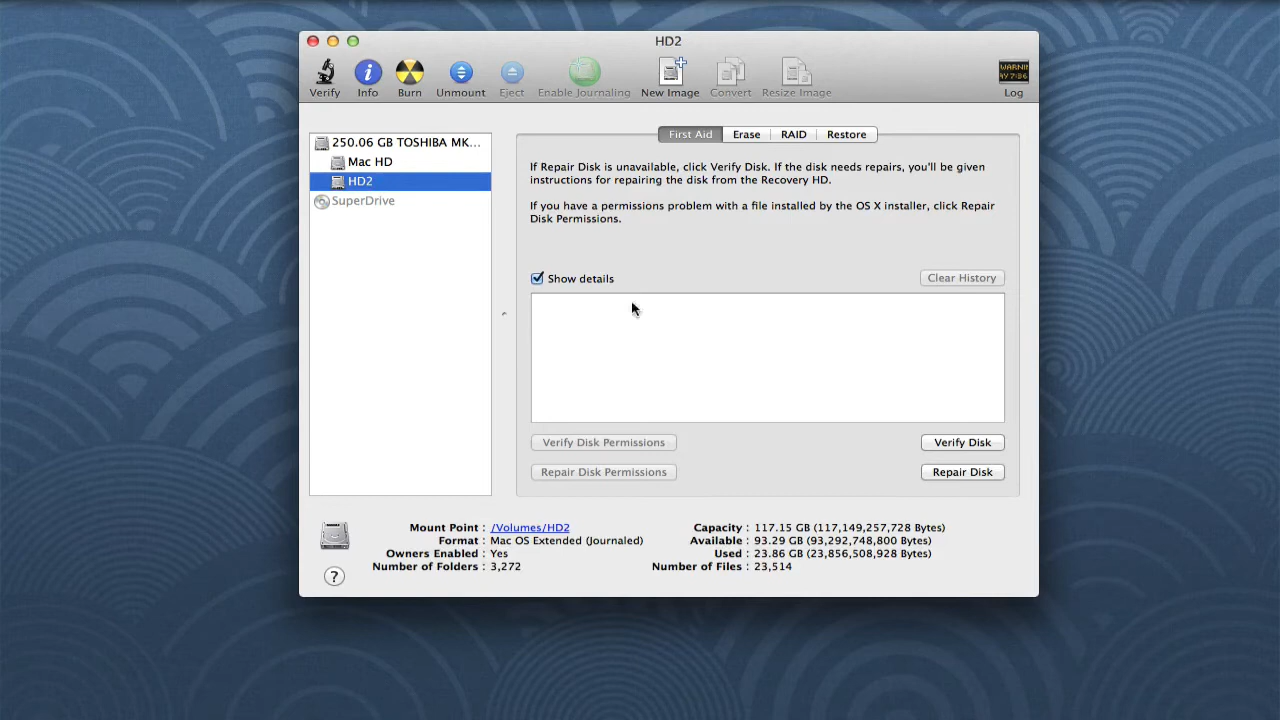 HD2
Verify Info Burn Unmount Eject Enable Journaling New Image Convert Resize Image Log
WARNIN
AY 7:36
250.06 GB TOSHIBA MK...
Mac HD
HD2
SuperDrive
First Aid Erase RAID Restore
If Repair Disk is unavailable, click Verify Disk. If the disk needs repairs, you'll be given
instructions for repairing the disk from the Recovery HD.
If you have a permissions problem with a file installed by the OS X installer, click Repair
Disk Permissions.
Show details Clear History
Verify Disk Permissions Verify Disk
Repair Disk Permissions Repair Disk
Mount Point : /Volumes/HD2
Format : Mac OS Extended (Journaled)
Owners Enabled : Yes
Number of Folders : 3,272
Capacity : 117.15 GB (117,149,257,728 Bytes)
Available : 93.29 GB (93,292,748,800 Bytes)
Used : 23.86 GB (23,856,508,928 Bytes)
Number of Files : 23,514
?